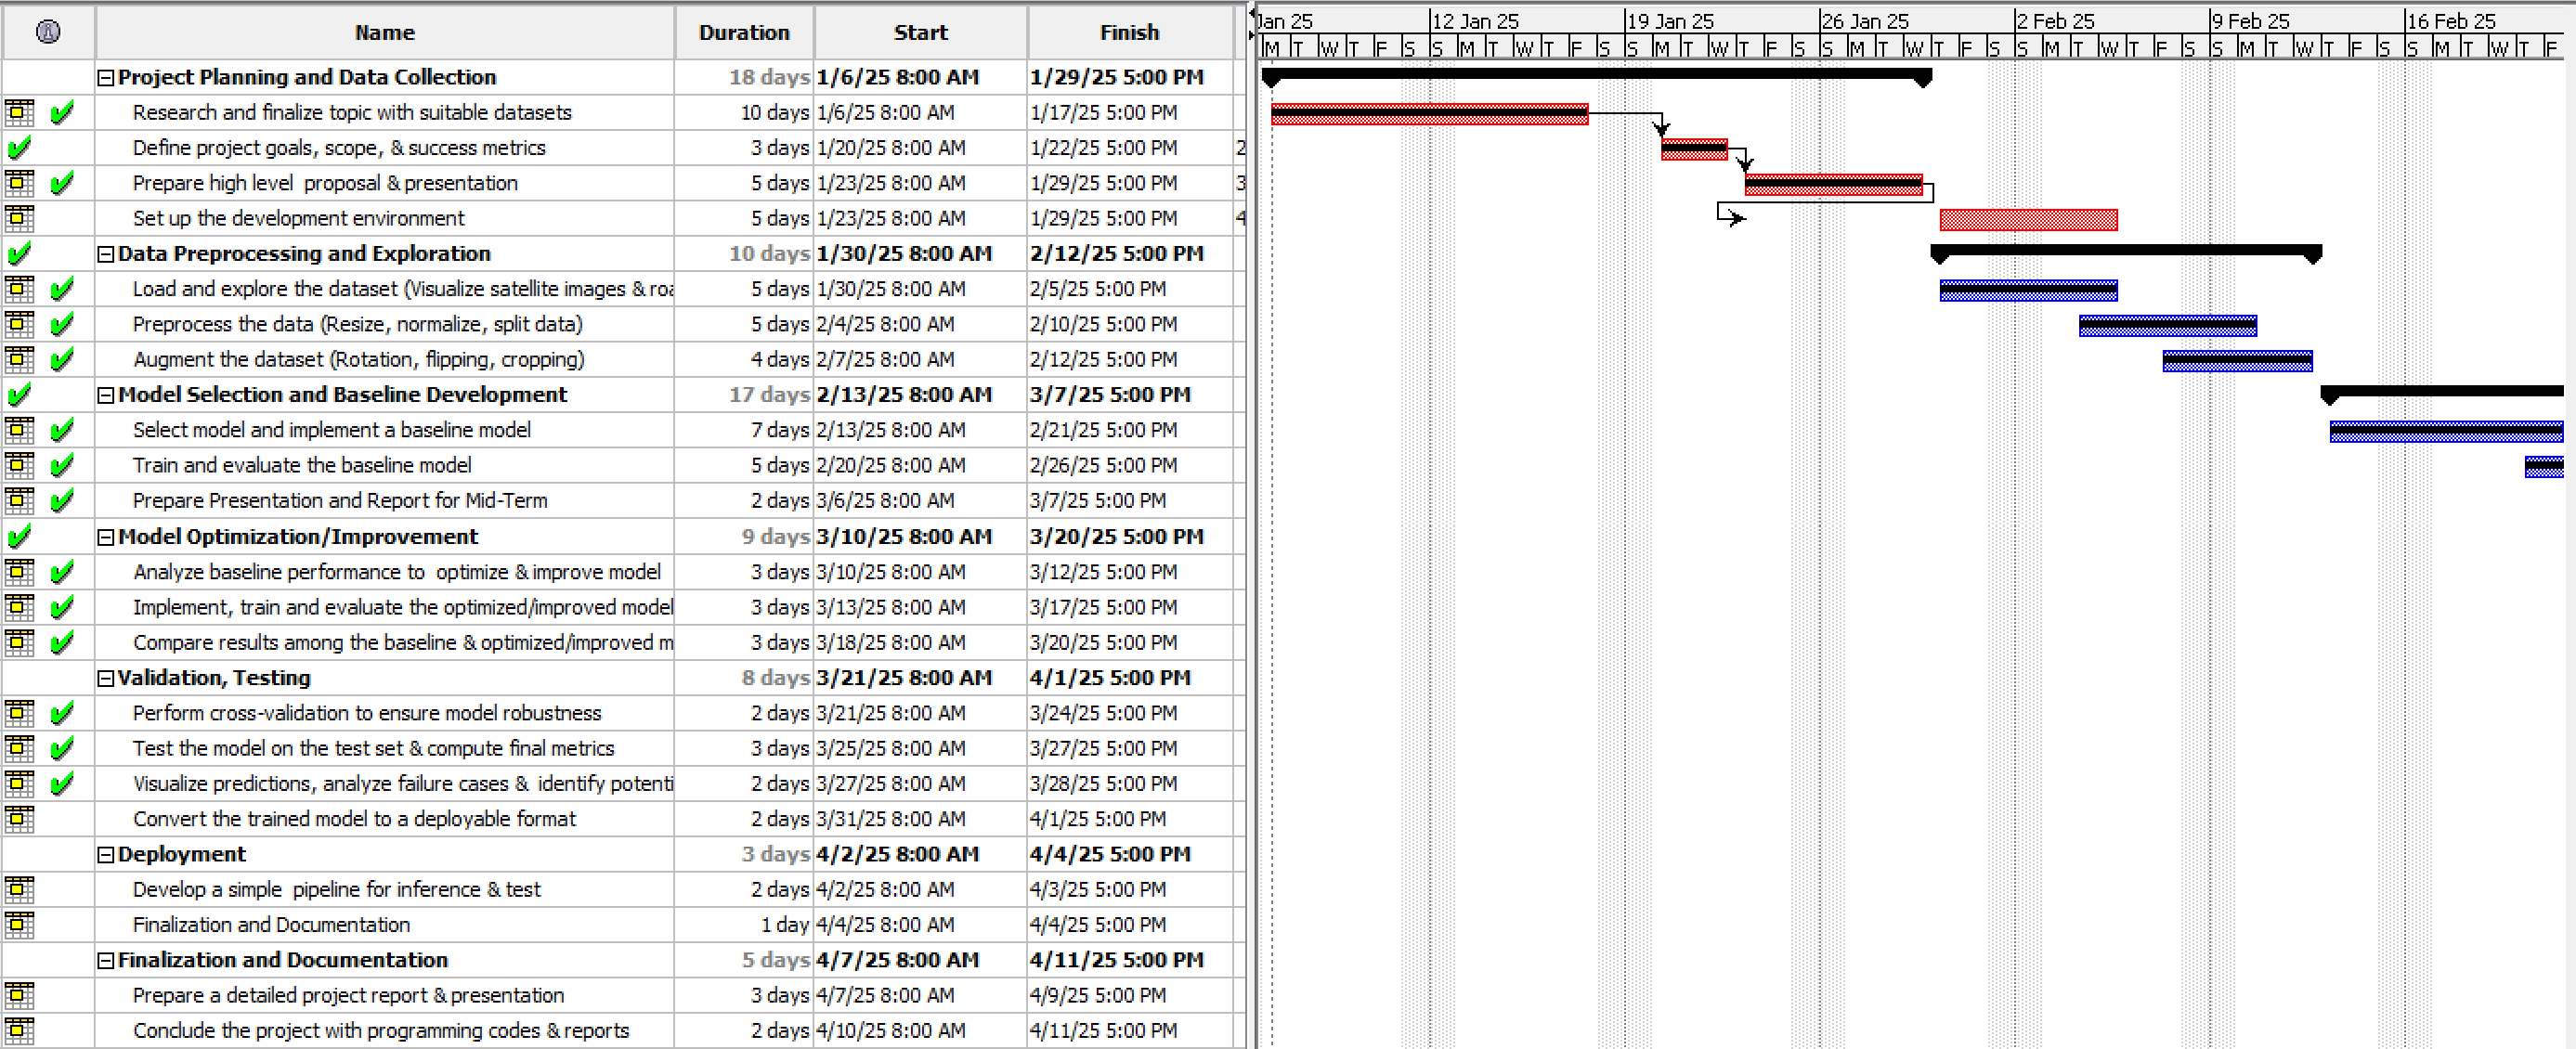 Name Duration Start Finish
Jan 25 12 Jan 25 19 Jan 25 26 Jan 25 2 Feb 25 9 Feb 25 16 Feb 25
M T W T F S S M T W T F S S M T W T F S S M T W T F S S M T W T F S S M T W T F S S M T W T F
Project Planning and Data Collection 18 days 1/6/25 8:00 AM 1/29/25 5:00 PM
Research and finalize topic with suitable datasets 10 days 1/6/25 8:00 AM 1/17/25 5:00 PM
Define project goals, scope, & success metrics 3 days 1/20/25 8:00 AM 1/22/25 5:00 PM 2
Prepare high level proposal & presentation 5 days 1/23/25 8:00 AM 1/29/25 5:00 PM 3
Set up the development environment 5 days 1/23/25 8:00 AM 1/29/25 5:00 PM 4
Data Preprocessing and Exploration 10 days 1/30/25 8:00 AM 2/12/25 5:00 PM
Load and explore the dataset (Visualize satellite images & roa 5 days 1/30/25 8:00 AM 2/5/25 5:00 PM
Preprocess the data (Resize, normalize, split data) 5 days 2/4/25 8:00 AM 2/10/25 5:00 PM
Augment the dataset (Rotation, flipping, cropping) 4 days 2/7/25 8:00 AM 2/12/25 5:00 PM
Model Selection and Baseline Development 17 days 2/13/25 8:00 AM 3/7/25 5:00 PM
Select model and implement a baseline model 7 days 2/13/25 8:00 AM 2/21/25 5:00 PM
Train and evaluate the baseline model 5 days 2/20/25 8:00 AM 2/26/25 5:00 PM
Prepare Presentation and Report for Mid-Term 2 days 3/6/25 8:00 AM 3/7/25 5:00 PM
Model Optimization/Improvement 9 days 3/10/25 8:00 AM 3/20/25 5:00 PM
Analyze baseline performance to optimize & improve model 3 days 3/10/25 8:00 AM 3/12/25 5:00 PM
Implement, train and evaluate the optimized/improved model 3 days 3/13/25 8:00 AM 3/17/25 5:00 PM
Compare results among the baseline & optimized/improved m 3 days 3/18/25 8:00 AM 3/20/25 5:00 PM
Validation, Testing 8 days 3/21/25 8:00 AM 4/1/25 5:00 PM
Perform cross-validation to ensure model robustness 2 days 3/21/25 8:00 AM 3/24/25 5:00 PM
Test the model on the test set & compute final metrics 3 days 3/25/25 8:00 AM 3/27/25 5:00 PM
Visualize predictions, analyze failure cases & identify potenti 2 days 3/27/25 8:00 AM 3/28/25 5:00 PM
Convert the trained model to a deployable format 2 days 3/31/25 8:00 AM 4/1/25 5:00 PM
Deployment 3 days 4/2/25 8:00 AM 4/4/25 5:00 PM
Develop a simple pipeline for inference & test 2 days 4/2/25 8:00 AM 4/3/25 5:00 PM
Finalization and Documentation 1 day 4/4/25 8:00 AM 4/4/25 5:00 PM
Finalization and Documentation 5 days 4/7/25 8:00 AM 4/11/25 5:00 PM
Prepare a detailed project report & presentation 3 days 4/7/25 8:00 AM 4/9/25 5:00 PM
Conclude the project with programming codes & reports 2 days 4/10/25 8:00 AM 4/11/25 5:00 PM